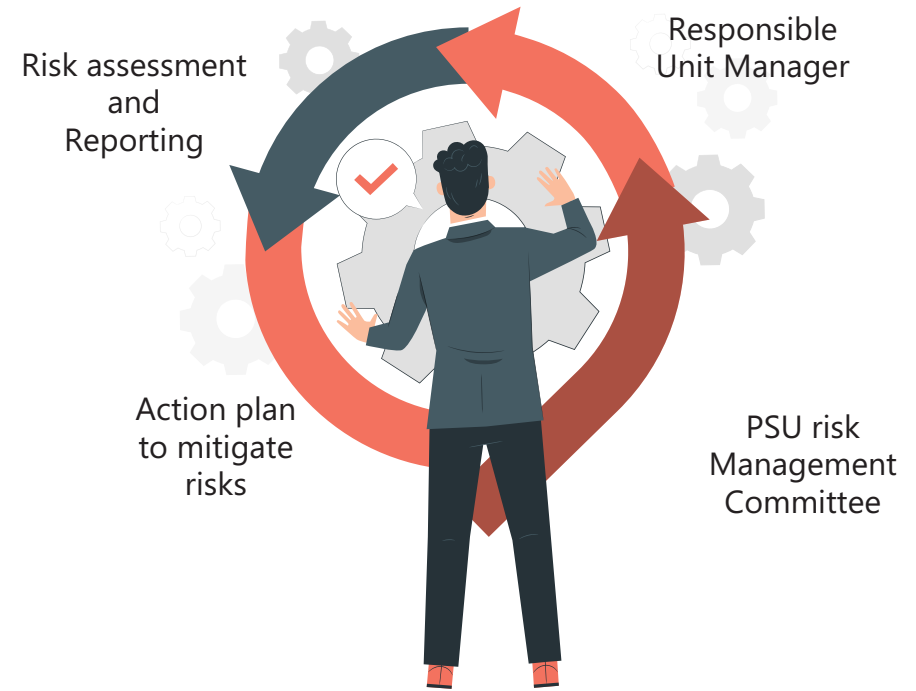 Risk assessment
and
Reporting
Responsible
Unit Manager
Action plan
to mitigate
risks
PSU risk
Management
Committee